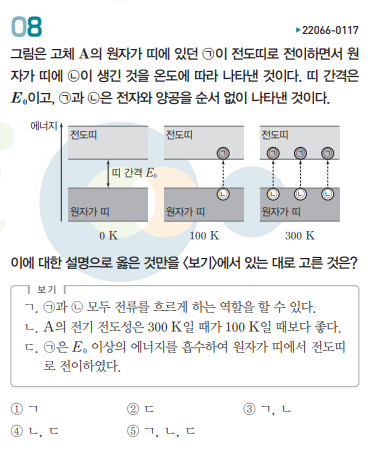 08
▶22066-0117
그림은 고체 A의 원자가 띠에 있던 ㉠이 전도띠로 전이하면서 원
자가 띠에 ㉡이 생긴 것을 온도에 따라 나타낸 것이다. 띠 간격은
E₀이고, ㉠과 ㉡은 전자와 양공을 순서 없이 나타낸 것이다.
에너지
전도띠 전도띠 전도띠
㉠ ㉠ ㉠ ㉠
띠 간격 E₀
㉡ ㉡ ㉡ ㉡
원자가 띠 원자가 띠 원자가 띠
0 K 100 K 300 K
이에 대한 설명으로 옳은 것만을 〈보기〉에서 있는 대로 고른 것은?
보기
ㄱ. ㉠과 ㉡ 모두 전류를 흐르게 하는 역할을 할 수 있다.
ㄴ. A의 전기 전도성은 300 K일 때가 100 K일 때보다 좋다.
ㄷ. ㉠은 E₀ 이상의 에너지를 흡수하여 원자가 띠에서 전도띠
로 전이하였다.
① ㄱ ② ㄷ ③ ㄱ, ㄴ
④ ㄴ, ㄷ ⑤ ㄱ, ㄴ, ㄷ